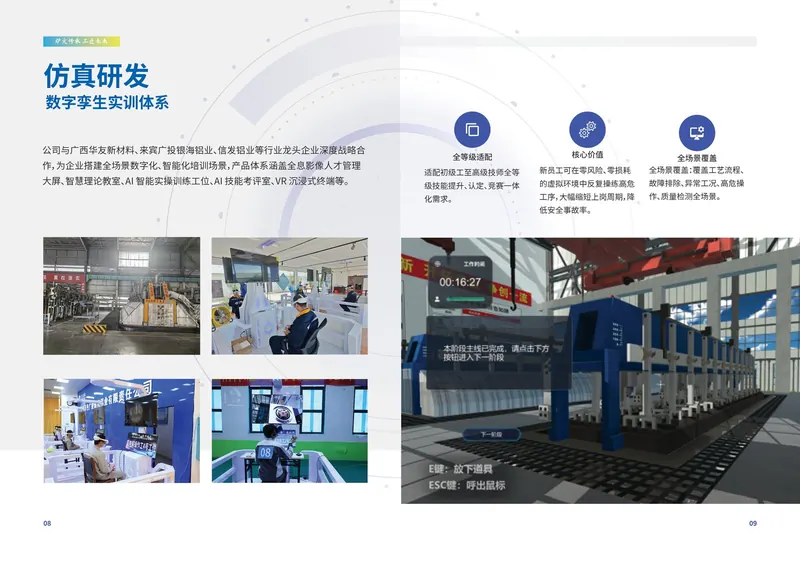 仿真研发
数字孪生实训体系
公司与广西华友新材料、来宾广投银海铝业、信发铝业等行业龙头企业深度战略合
作,为企业搭建全场景数字化、智能化培训场景,产品体系涵盖全息影像人才管理
大屏、智慧理论教室、AI 智能实操训练工位、AI 技能考评室、VR 沉浸式终端等。
全等级适配
适配初级工至高级技师全等
级技能提升、认定、竞赛一体
化需求。
核心价值
新员工可在零风险、零损耗
的虚拟环境中反复操练高危
工序,大幅缩短上岗周期,降
低安全事故率。
全场景覆盖
全场景覆盖:覆盖工艺流程、
故障排除、异常工况、高危操
作、质量检测全场景。
08
工作时间
00:16:27
争创一流
本阶段主线已完成、请点击下方
按钮进入下一阶段
下一阶段
E键：放下道具
ESC键：呼出鼠标
08
09